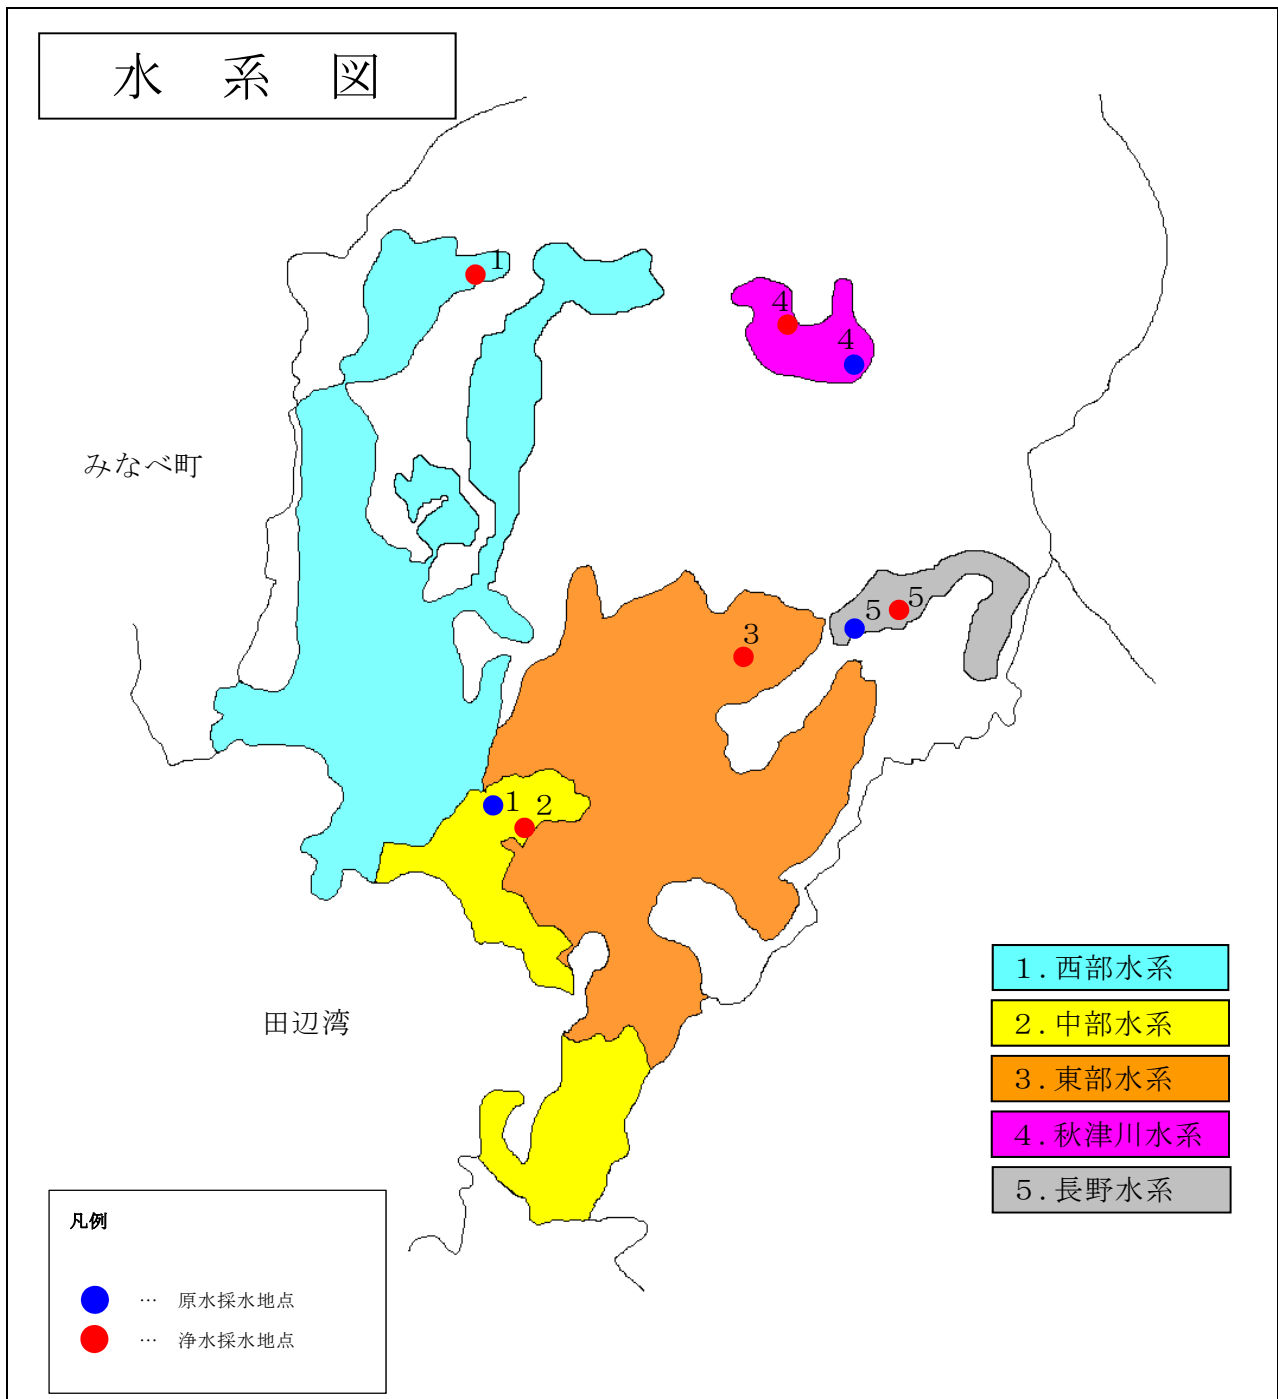 水 系 図
1
4
4
みなべ町
5
5
3
1
2
田辺湾
１．西部水系
２．中部水系
３．東部水系
４．秋津川水系
５．長野水系
凡例
… 原水採水地点
… 浄水採水地点